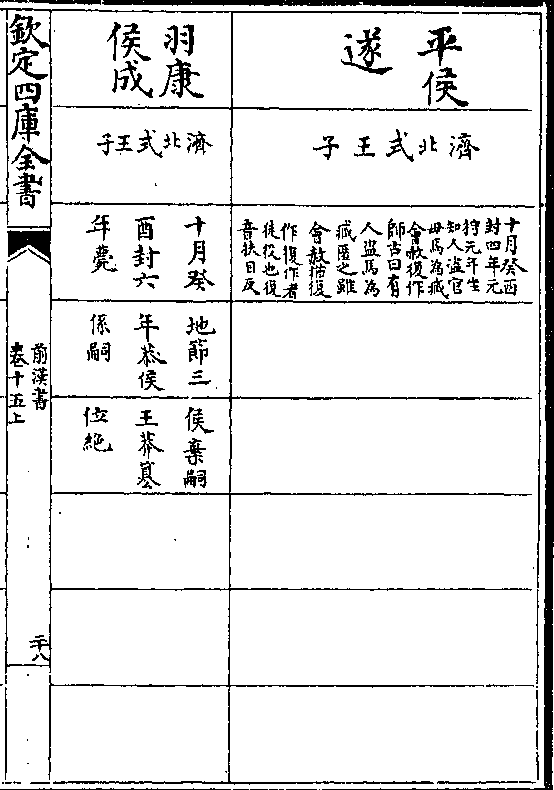 平侯
遂
濟北式王子
十月癸酉
封四年元
狩元年坐
知人盜官
母馬為臧
會赦復作
師古曰有
人盜馬為
臧匿之雖
會赦猶復
作復作者
徒役也復
音扶目反
羽康
侯成
濟北式王子
十月癸
酉封六
年薨
地節三
年恭侯
係嗣
侯棄嗣
王莽簒
位絶
欽定四庫全書
前漢書
卷十五上
二十八